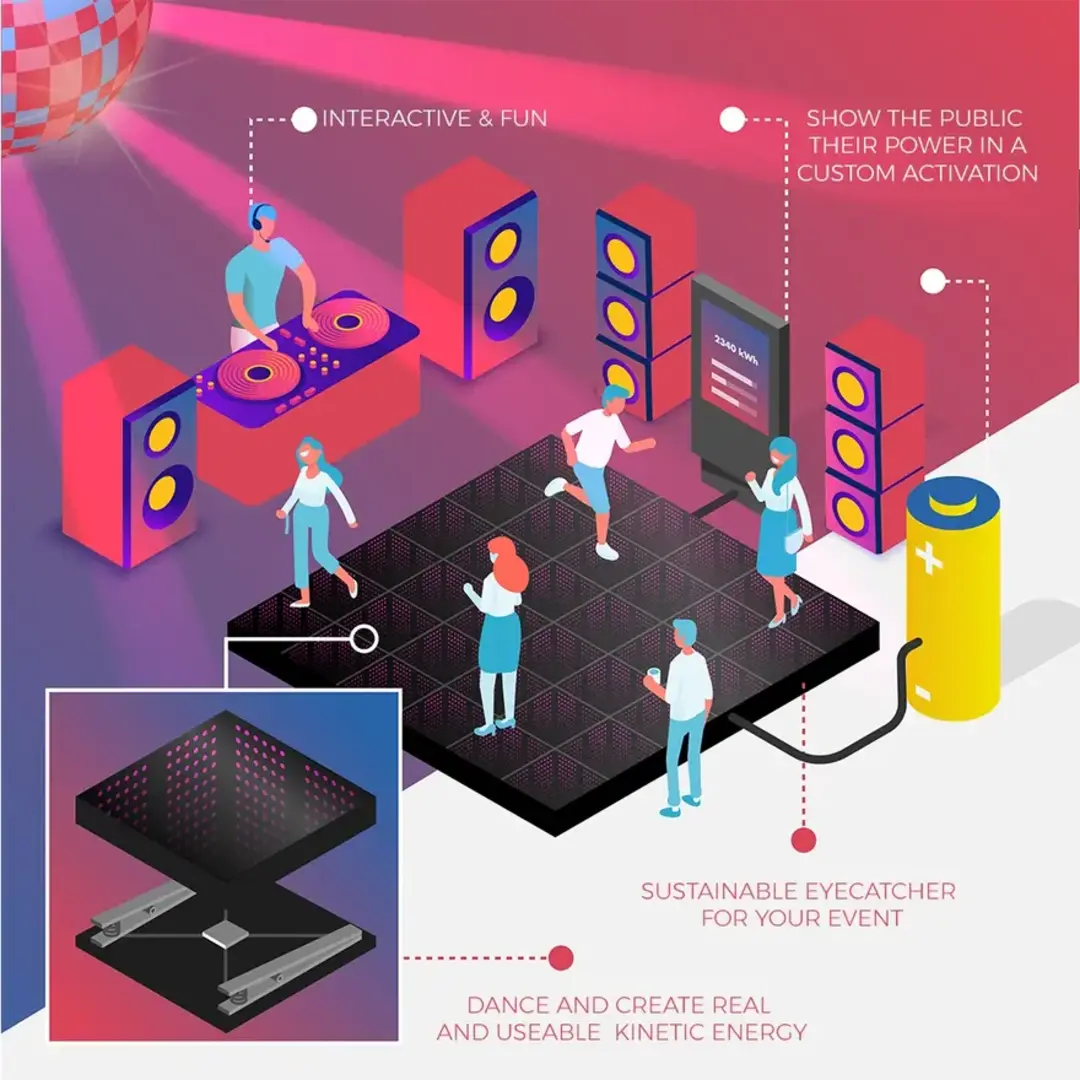 INTERACTIVE & FUN
SHOW THE PUBLIC
THEIR POWER IN A
CUSTOM ACTIVATION
2340 kWh
+
-
SUSTAINABLE EYECATCHER
FOR YOUR EVENT
DANCE AND CREATE REAL
AND USEABLE KINETIC ENERGY